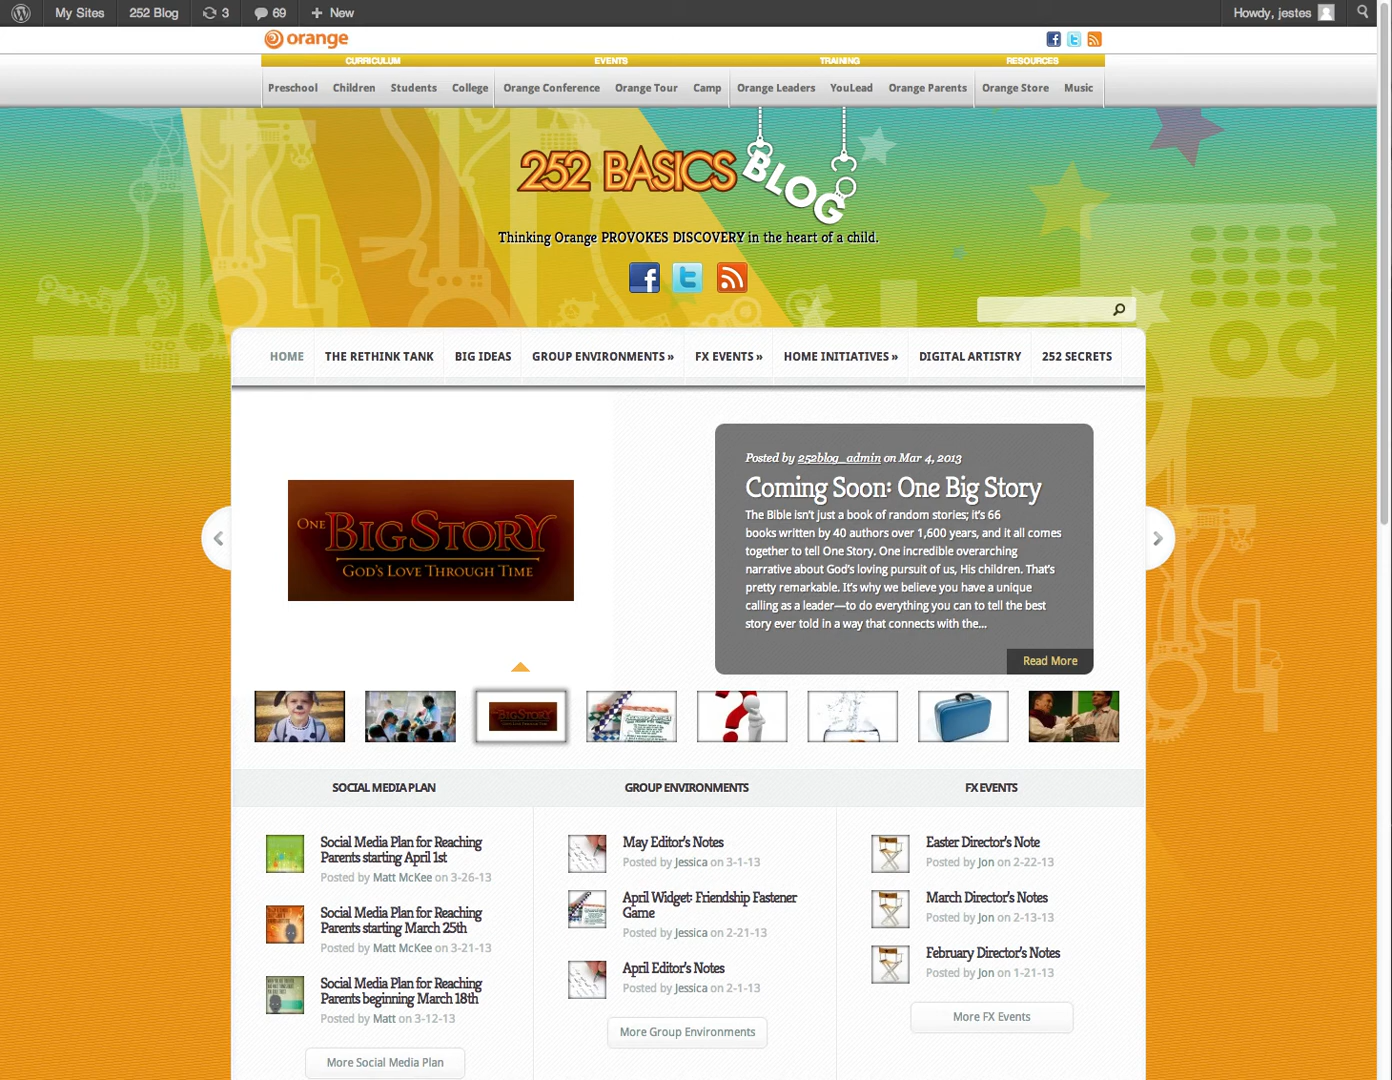 My Sites 252 Blog 3 69 + New Howdy, jestes
orange
CURRICULUM EVENTS TRAINING RESOURCES
Preschool Children Students College Orange Conference Orange Tour Camp Orange Leaders YouLead Orange Parents Orange Store Music
252 BASICS BLOG
Thinking Orange PROVOKES DISCOVERY in the heart of a child.
HOME THE RETHINK TANK BIG IDEAS GROUP ENVIRONMENTS » FX EVENTS » HOME INITIATIVES » DIGITAL ARTISTRY 252 SECRETS
ONE BIG STORY
GOD'S LOVE THROUGH TIME
Posted by 252blog_admin on Mar 4, 2013
Coming Soon: One Big Story
The Bible isn't just a book of random stories; it's 66
books written by 40 authors over 1,600 years, and it all comes
together to tell One Story. One incredible overarching
narrative about God's loving pursuit of us, His children. That's
pretty remarkable. It's why we believe you have a unique
calling as a leader—to do everything you can to tell the best
story ever told in a way that connects with the...
Read More
BIG STORY
SOCIAL MEDIA PLAN
Social Media Plan for Reaching
Parents starting April 1st
Posted by Matt McKee on 3-26-13
Social Media Plan for Reaching
Parents starting March 25th
Posted by Matt McKee on 3-21-13
Social Media Plan for Reaching
Parents beginning March 18th
Posted by Matt on 3-12-13
More Social Media Plan
GROUP ENVIRONMENTS
May Editor's Notes
Posted by Jessica on 3-1-13
April Widget: Friendship Fastener
Game
Posted by Jessica on 2-21-13
April Editor's Notes
Posted by Jessica on 2-1-13
More Group Environments
FX EVENTS
Easter Director's Note
Posted by Jon on 2-22-13
March Director's Notes
Posted by Jon on 2-13-13
February Director's Notes
Posted by Jon on 1-21-13
More FX Events